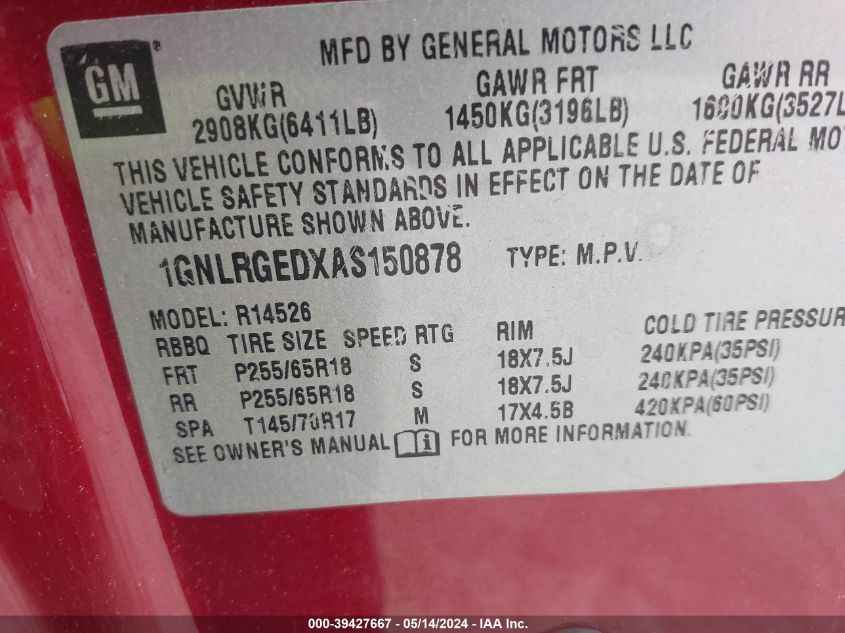 GM®
MFD BY GENERAL MOTORS LLC
GVWR GAWR FRT GAWR RR
2908KG(6411LB) 1450KG(3196LB) 1600KG(3527L
THIS VEHICLE CONFORMS TO ALL APPLICABLE U.S. FEDERAL MO
VEHICLE SAFETY STANDARDS IN EFFECT ON THE DATE OF
MANUFACTURE SHOWN ABOVE.
1GNLRGEDXAS150878 TYPE: M.P.V.
MODEL: R14526
RBBQ TIRE SIZE SPEED RTG RIM COLD TIRE PRESSUR
FRT P255/65R18 S 18X7.5J 240KPA(35PSI)
RR P255/65R18 S 18X7.5J 240KPA(35PSI)
SPA T145/70R17 M 17X4.5B 420KPA(60PSI)
SEE OWNER'S MANUAL i FOR MORE INFORMATION.
000-39427667 - 05/14/2024 - IAA Inc.